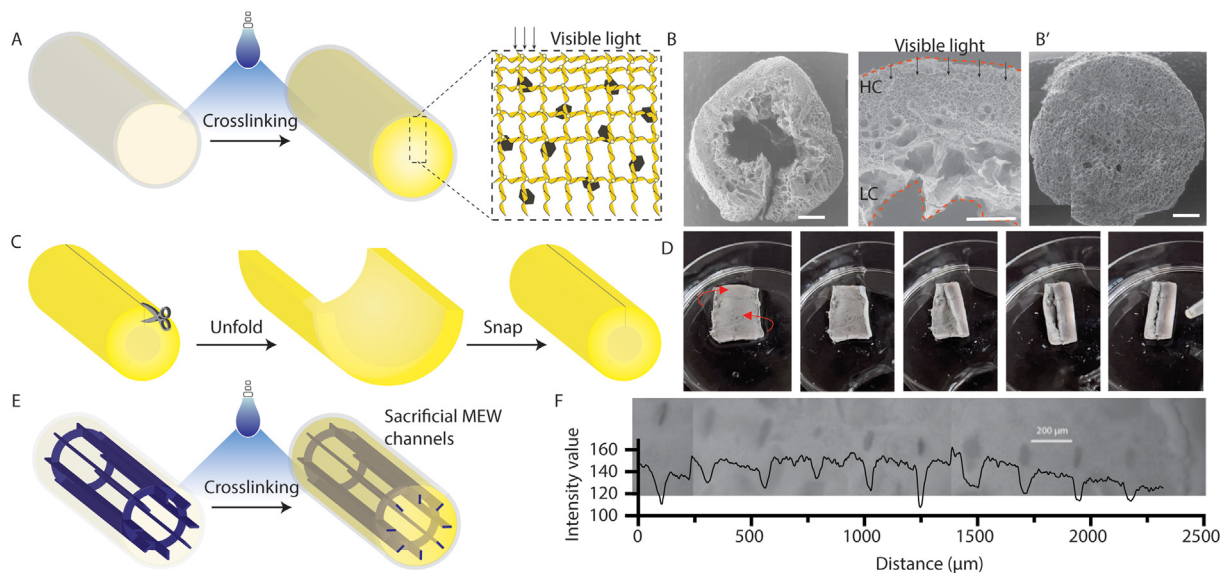 A
Crosslinking
Visible light
B
Visible light
HC
LC
B'
C
Unfold
Snap
D
E
Crosslinking
Sacrificial MEW
channels
F
200 µm
Intensity value
160
140
120
100
0
500
1000
1500
2000
2500
Distance (µm)